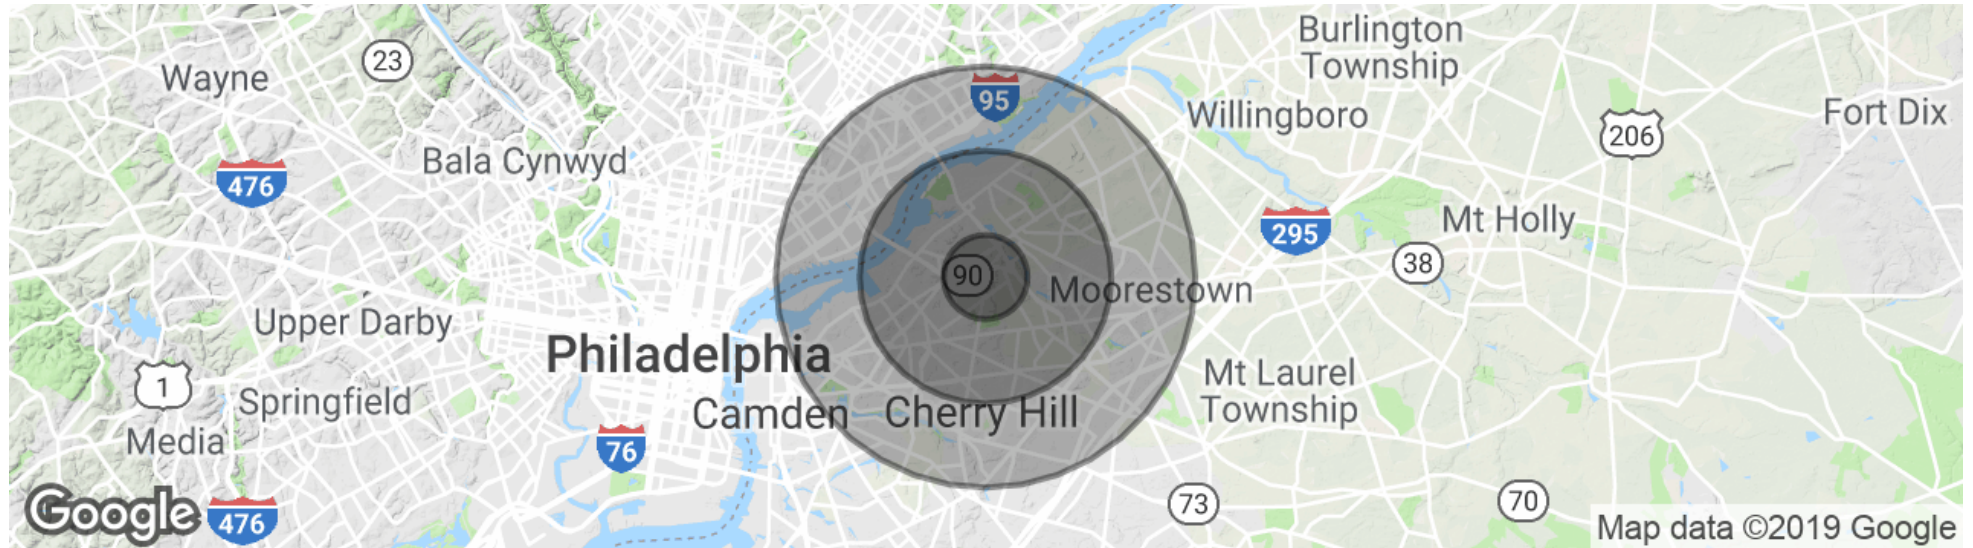 Burlington
Township
23
Wayne
95
Willingboro
Fort Dix
206
Bala Cynwyd
476
Mt Holly
295
38
90
Moorestown
Upper Darby
Philadelphia
1
Springfield
Mt Laurel
Township
Camden
Cherry Hill
Media
76
73
70
Google
476
Map data ©2019 Google